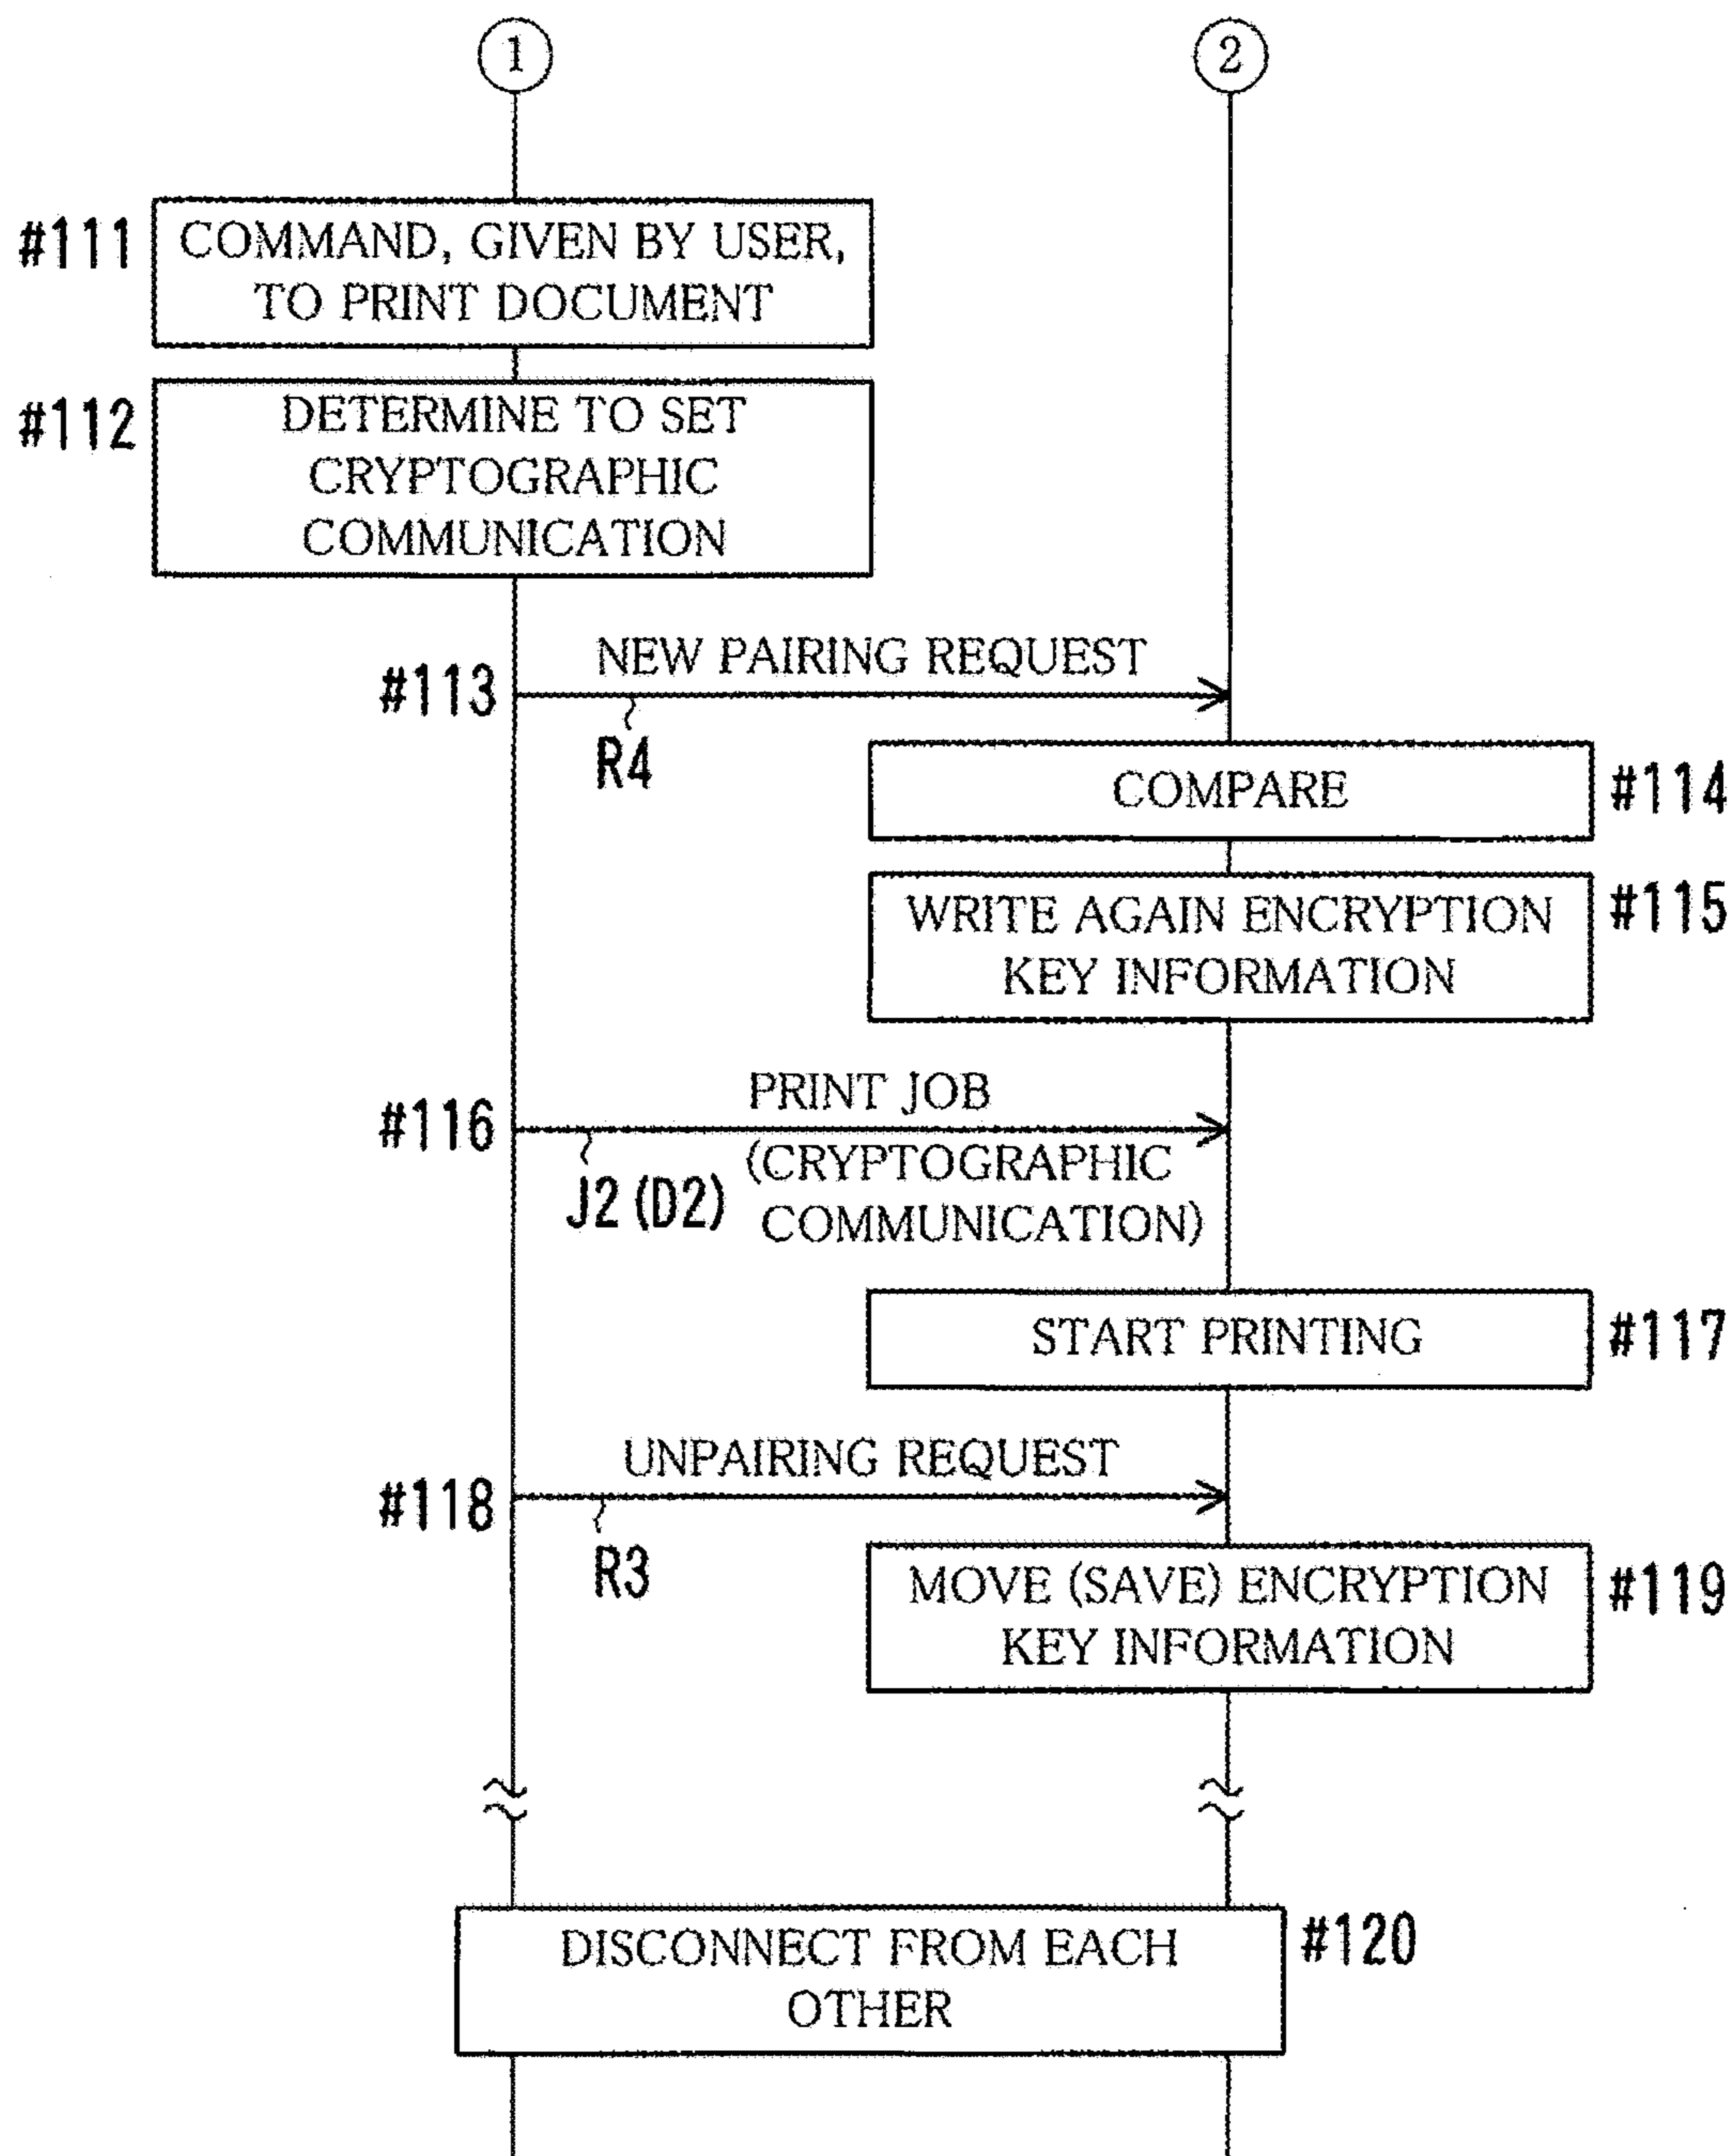 1
2
#111
COMMAND, GIVEN BY USER,
TO PRINT DOCUMENT
#112
DETERMINE TO SET
CRYPTOGRAPHIC
COMMUNICATION
NEW PAIRING REQUEST
#113
R4
COMPARE
#114
WRITE AGAIN ENCRYPTION
KEY INFORMATION
#115
PRINT JOB
#116
(CRYPTOGRAPHIC
COMMUNICATION)
J2 (D2)
START PRINTING
#117
UNPAIRING REQUEST
#118
R3
MOVE (SAVE) ENCRYPTION
KEY INFORMATION
#119
DISCONNECT FROM EACH
OTHER
#120